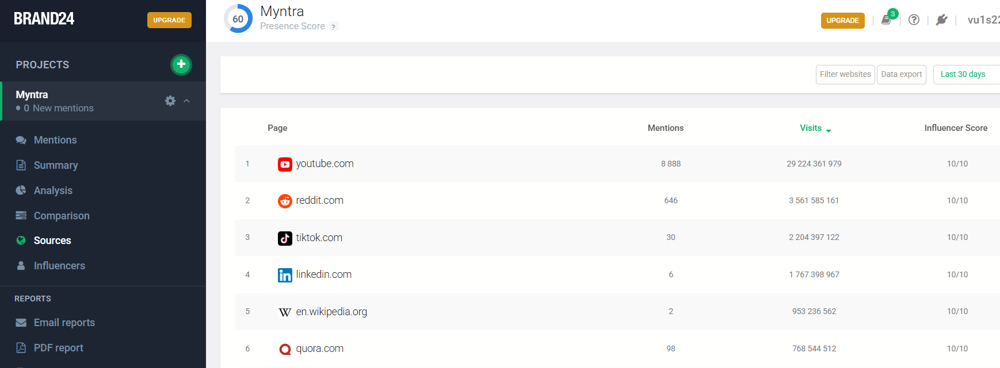 BRAND24
UPGRADE
PROJECTS
Myntra
0 New mentions
Mentions
Summary
Analysis
Comparison
Sources
Influencers
REPORTS
Email reports
PDF report
60
Myntra
Presence Score ?
UPGRADE
3
?
vu1s22
Filter websites
Data export
Last 30 days
Page Mentions Visits Influencer Score
1 youtube.com 8 888 29 224 361 979 10/10
2 reddit.com 646 3 561 585 161 10/10
3 tiktok.com 30 2 204 397 122 10/10
4 in linkedin.com 6 1 767 398 967 10/10
5 W en.wikipedia.org 2 953 236 562 10/10
6 Q quora.com 98 768 544 512 10/10